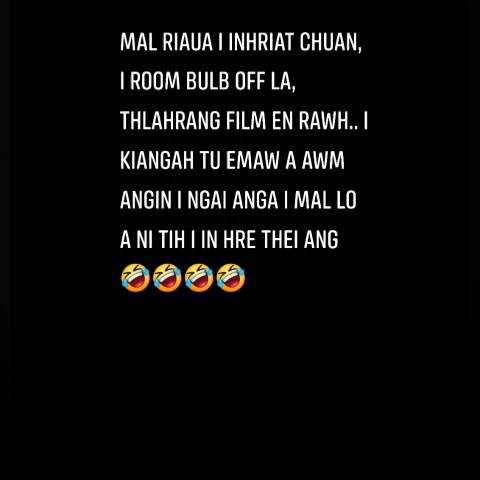 MAL RIAUA I INHRIAT CHUAN,
I ROOM BULB OFF LA,
THLAHRANG FILM EN RAWH.. I
KIANGAH TU EMAW A AWM
ANGIN I NGAI ANGA I MAL LO
A NI TIH I IN HRE THEI ANG
🤣🤣🤣🤣